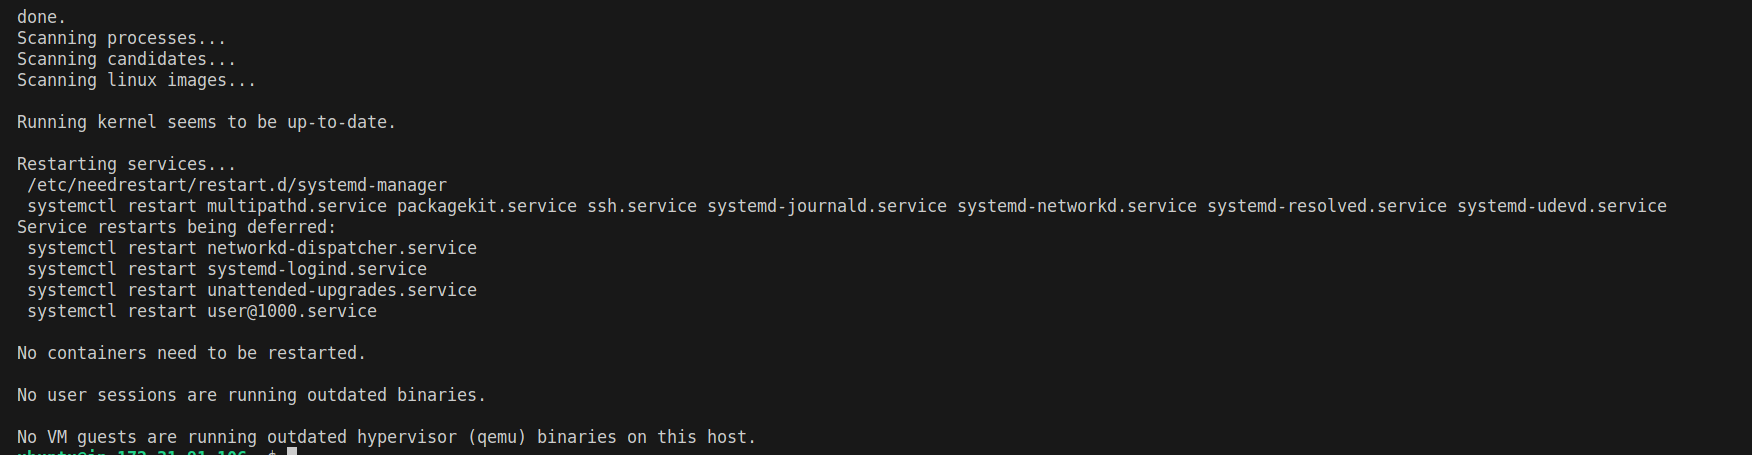 done.
Scanning processes...
Scanning candidates...
Scanning linux images...
Running kernel seems to be up-to-date.
Restarting services...
/etc/needrestart/restart.d/systemd-manager
systemctl restart multipathd.service packagekit.service ssh.service systemd-journald.service systemd-networkd.service systemd-resolved.service systemd-udevd.service
Service restarts being deferred:
systemctl restart networkd-dispatcher.service
systemctl restart systemd-logind.service
systemctl restart unattended-upgrades.service
systemctl restart user@1000.service
No containers need to be restarted.
No user sessions are running outdated binaries.
No VM guests are running outdated hypervisor (qemu) binaries on this host.